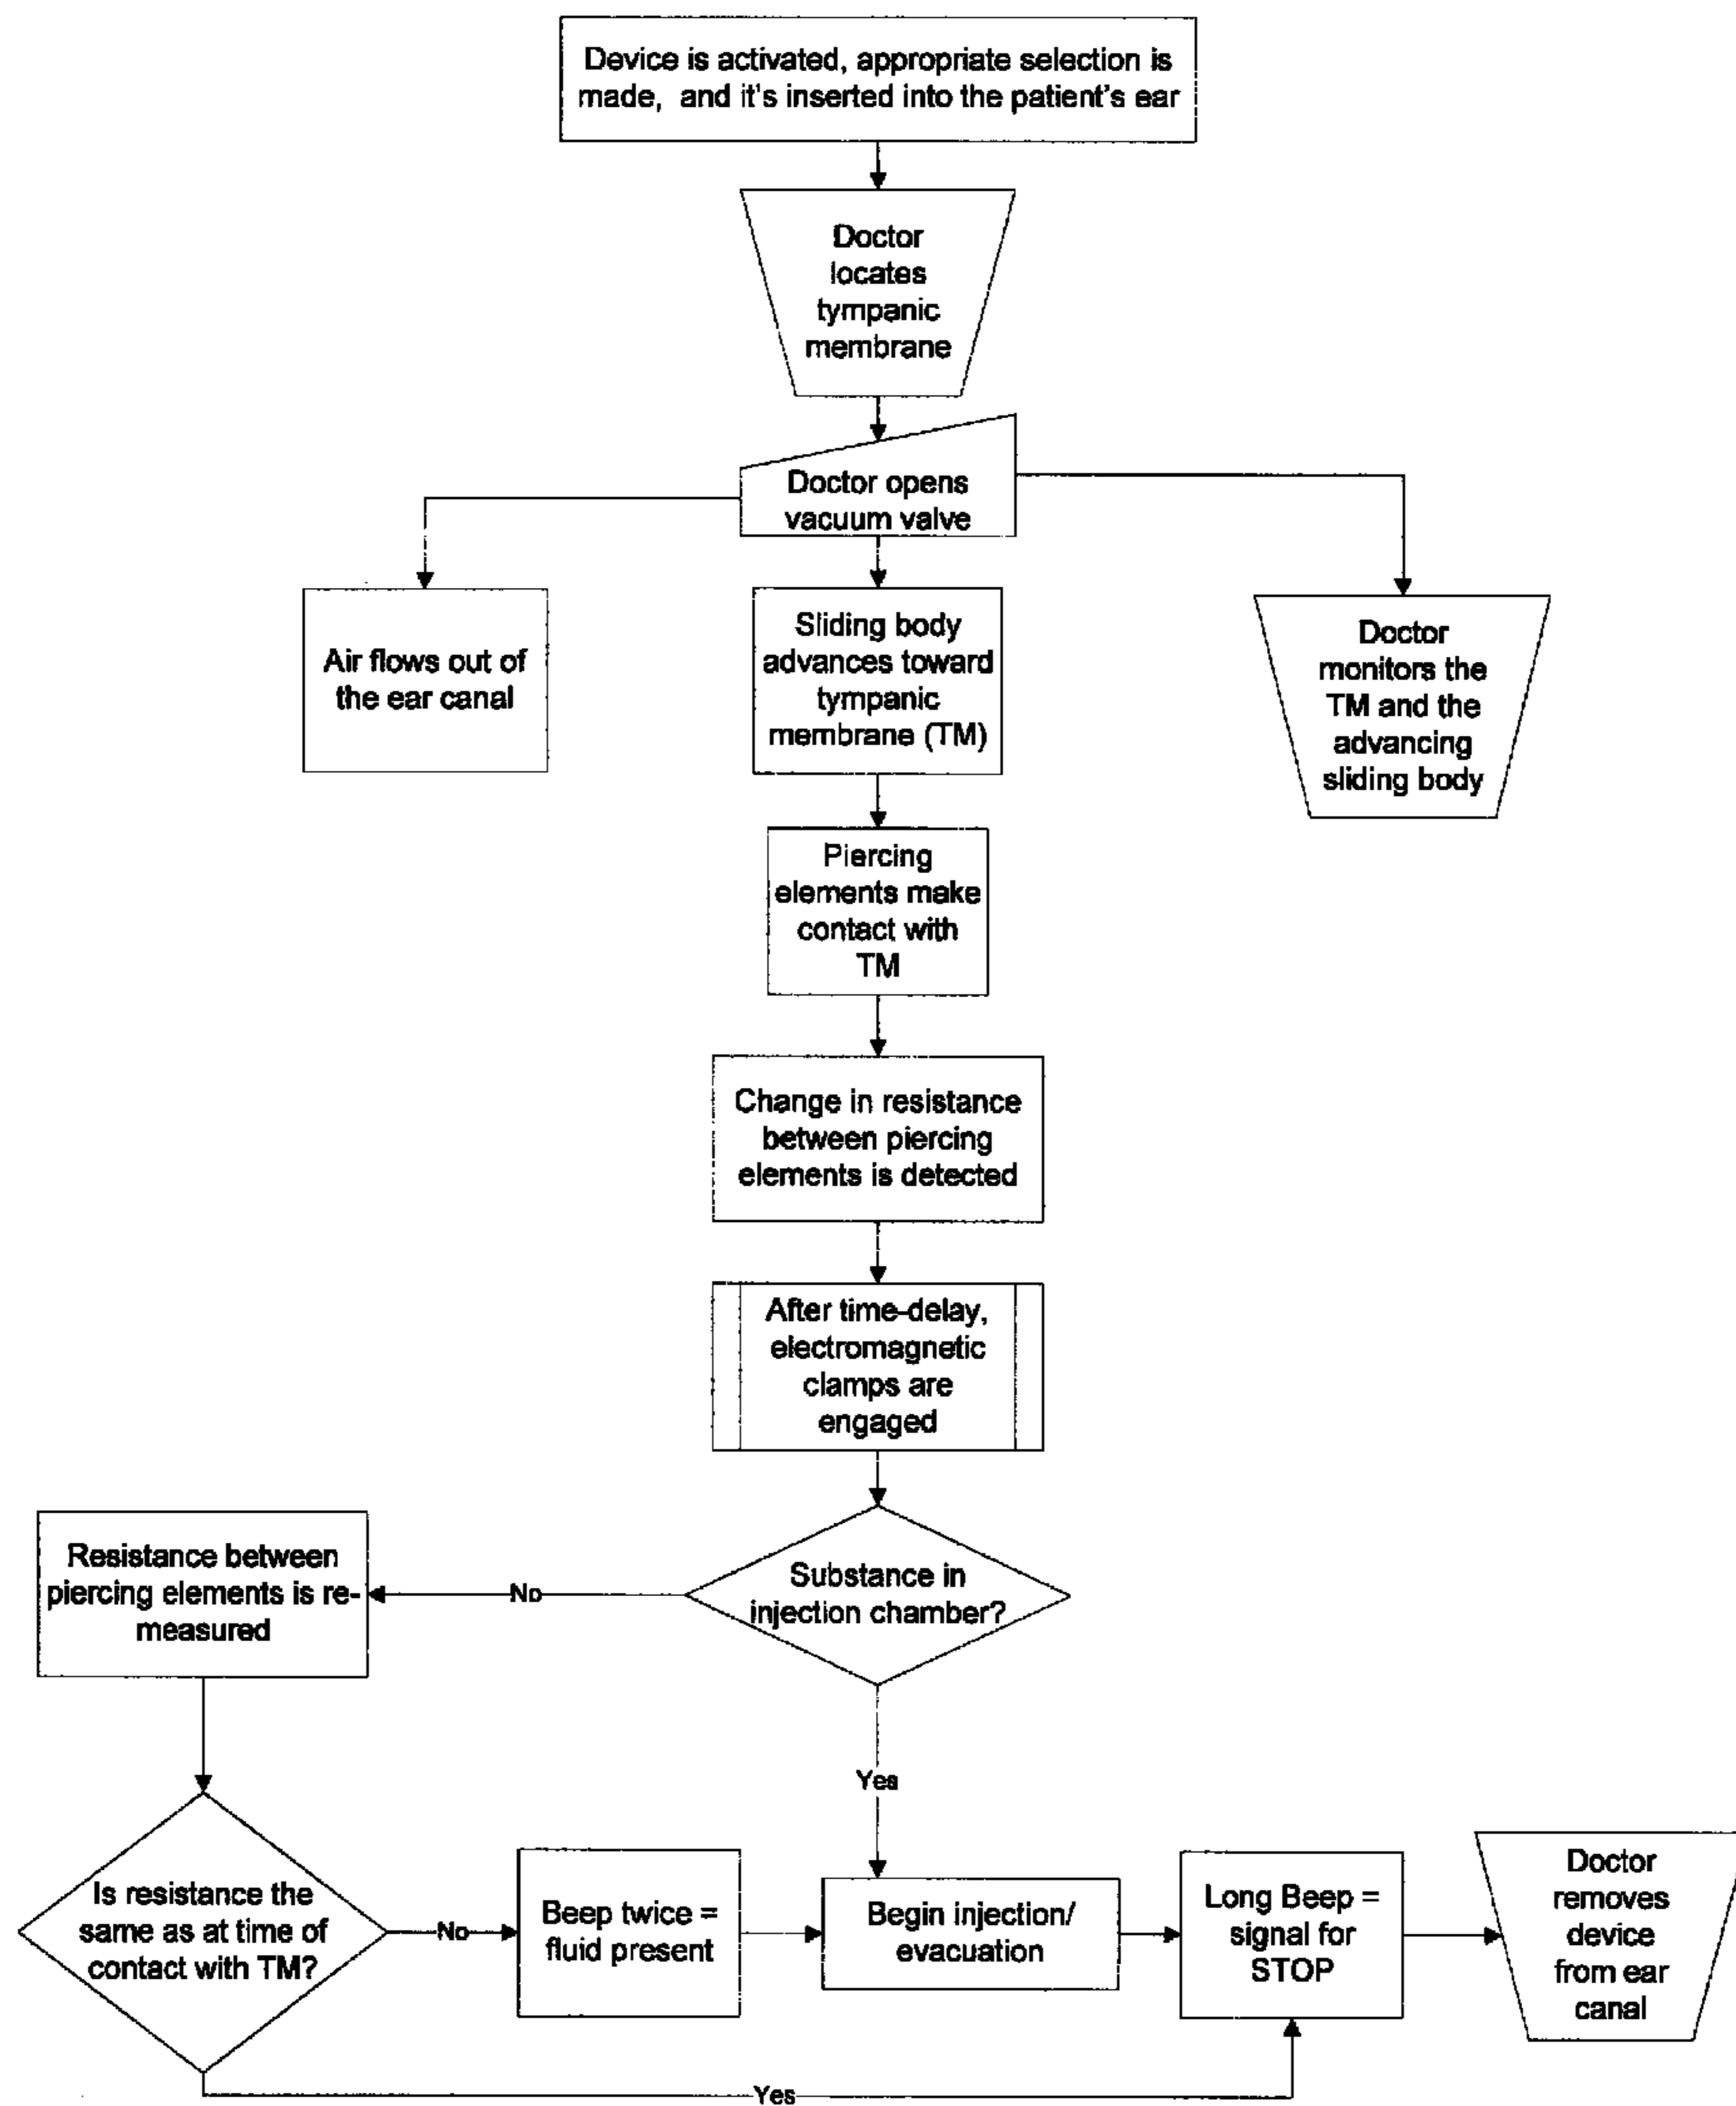 Device is activated, appropriate selection is
made, and it's inserted into the patient's ear
Doctor
locates
tympanic
membrane
Doctor opens
vacuum valve
Air flows out of
the ear canal
Sliding body
advances toward
tympanic
membrane (TM)
Doctor
monitors the
TM and the
advancing
sliding body
Piercing
elements make
contact with
TM
Change in resistance
between piercing
elements is detected
After time-delay,
electromagnetic
clamps are
engaged
Substance in
injection chamber?
No
Resistance between
piercing elements is re-
measured
Yes
Is resistance the
same as at time of
contact with TM?
No
Beep twice =
fluid present
Begin injection/
evacuation
Long Beep =
signal for
STOP
Doctor
removes
device
from ear
canal
Yes